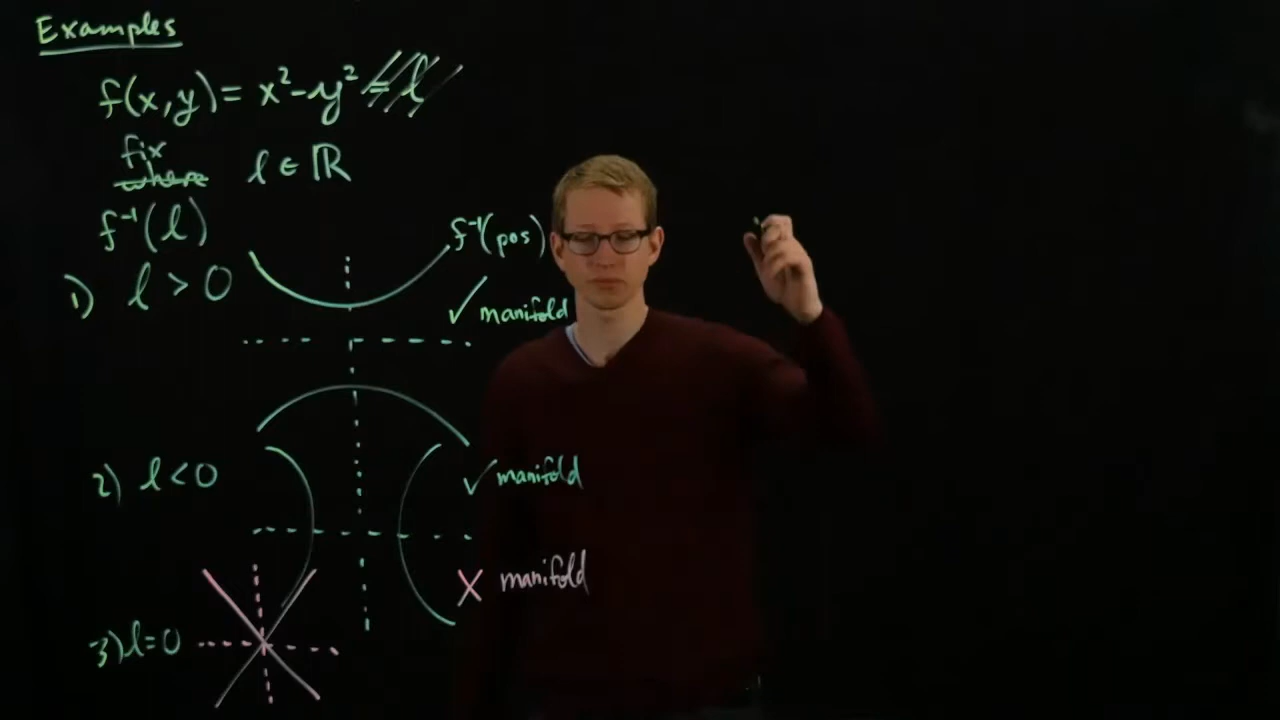 Examples
f(x,y) = x² - y² = l
fix
where l ∈ ℝ
f⁻¹(l)
f⁻¹(pos)
1) l > 0
✓ manifold
2) l < 0
✓ manifold
X manifold
3) l = 0